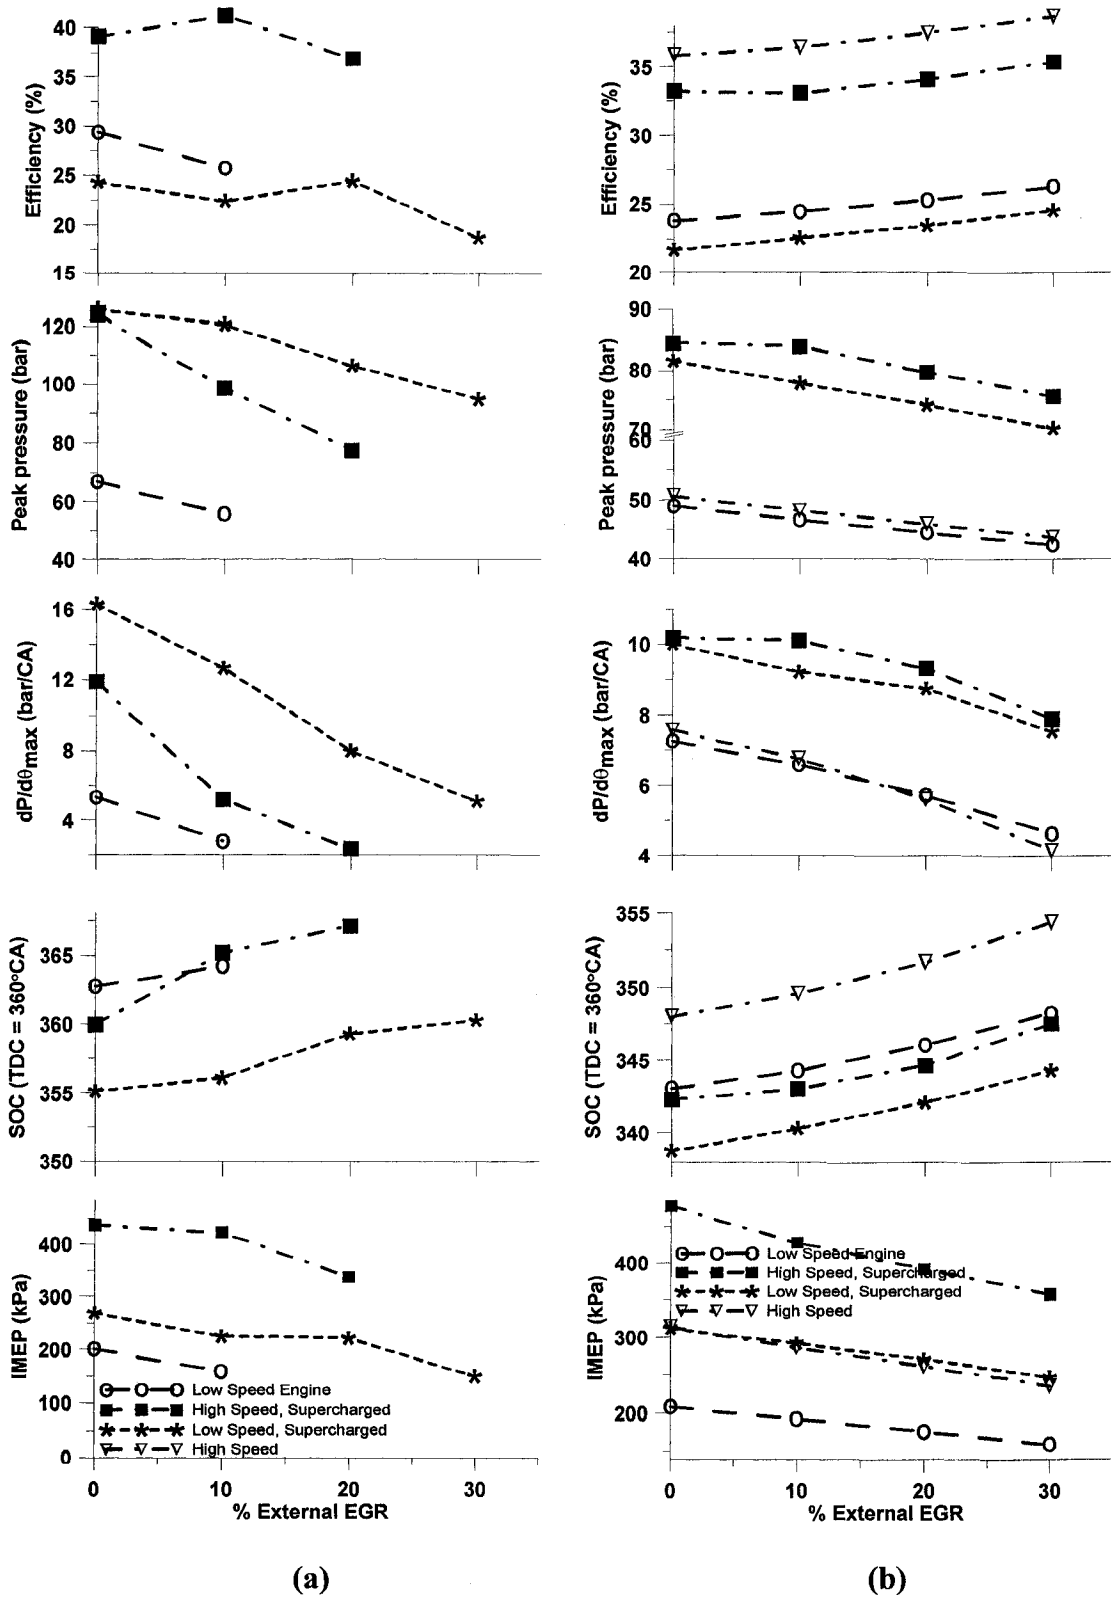 Efficiency (%)
40
35
30
25
20
15
Peak pressure (bar)
120
100
80
60
40
dP/dθmax (bar/CA)
16
12
8
4
SOC (TDC = 360ºCA)
365
360
355
350
IMEP (kPa)
400
300
200
100
0
Low Speed Engine
High Speed, Supercharged
Low Speed, Supercharged
High Speed
0 10 20 30
% External EGR
(a)
Efficiency (%)
35
30
25
20
Peak pressure (bar)
90
80
70
60
50
40
dP/dθmax (bar/CA)
10
8
6
4
SOC (TDC = 360ºCA)
355
350
345
340
IMEP (kPa)
400
300
200
Low Speed Engine
High Speed, Supercharged
Low Speed, Supercharged
High Speed
0 10 20 30
% External EGR
(b)